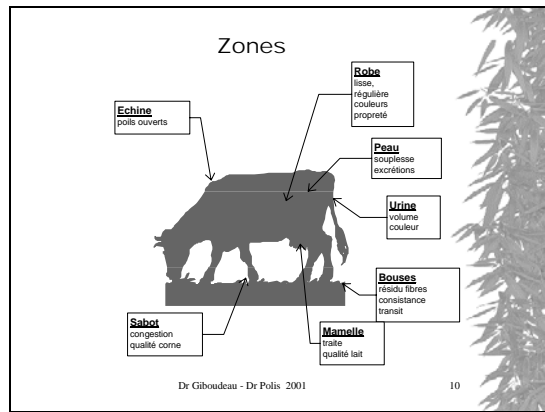 Zones
Robe
lisse,
régulière
couleurs
propreté
Echine
poils ouverts
Peau
souplesse
excrétions
Urine
volume
couleur
Bouses
résidu fibres
consistance
transit
Sabot
congestion
qualité corne
Mamelle
traite
qualité lait
Dr Giboudeau - Dr Polis 2001
10